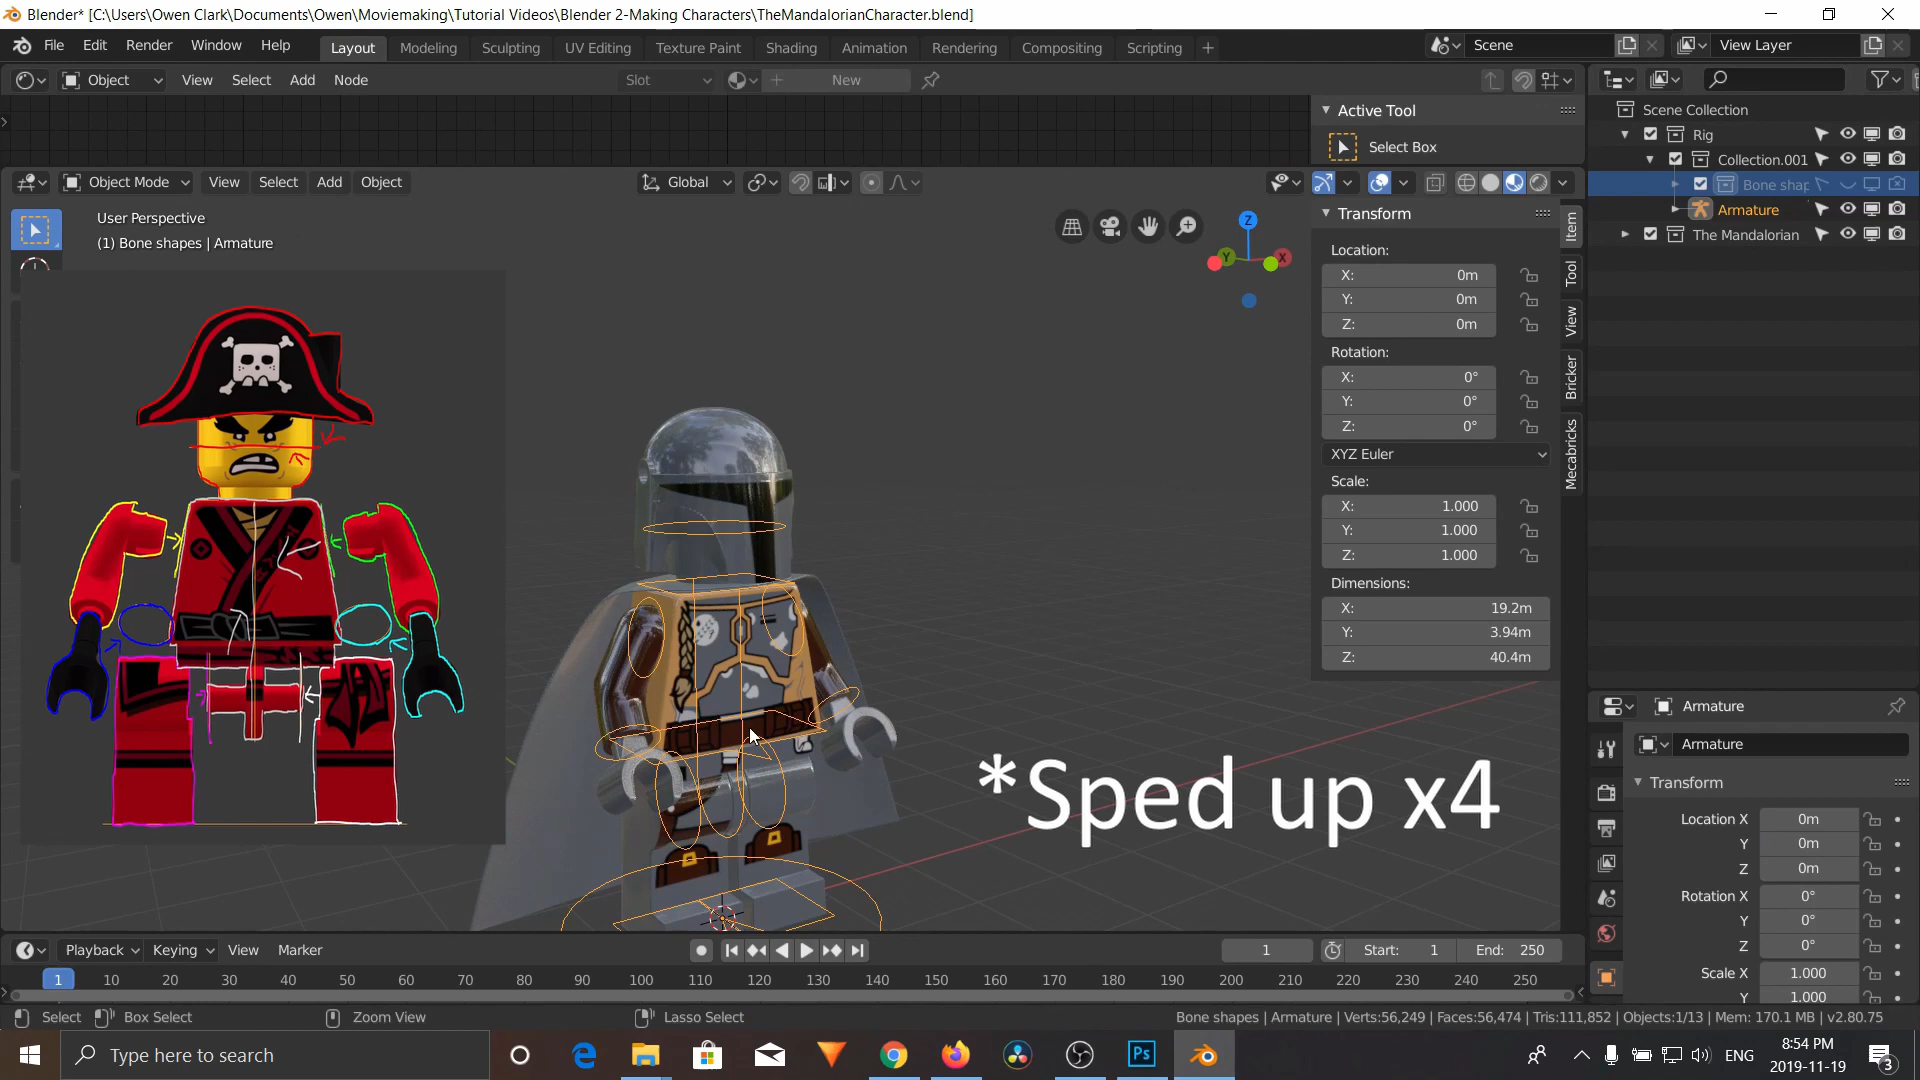 Blender* [C:\Users\Owen Clark\Documents\Owen\Moviemaking\Tutorial Videos\Blender 2-Making Characters\TheMandalorianCharacter.blend]
File Edit Render Window Help Layout Modeling Sculpting UV Editing Texture Paint Shading Animation Rendering Compositing Scripting + Scene View Layer
Object View Select Add Node Slot New
Active Tool
Select Box
Scene Collection
Rig
Collection.001
Bone shap
Armature
The Mandalorian
Object Mode View Select Add Object Global
User Perspective
(1) Bone shapes | Armature
Z
Y
X
Transform
Location:
X: 0m
Y: 0m
Z: 0m
Rotation:
X: 0°
Y: 0°
Z: 0°
XYZ Euler
Scale:
X: 1.000
Y: 1.000
Z: 1.000
Dimensions:
X: 19.2m
Y: 3.94m
Z: 40.4m
Item
Tool
View
Bricker
Mecabricks
*Sped up x4
Armature
Armature
Transform
Location X 0m
Y 0m
Z 0m
Rotation X 0°
Y 0°
Z 0°
Scale X 1.000
Y 1.000
Playback Keying View Marker 1 Start: 1 End: 250
1 10 20 30 40 50 60 70 80 90 100 110 120 130 140 150 160 170 180 190 200 210 220 230 240 250
Select Box Select Zoom View Lasso Select Bone shapes | Armature | Verts:56,249 | Faces:56,474 | Tris:111,852 | Objects:1/13 | Mem: 170.1 MB | v2.80.75
Type here to search
Ps
ENG
8:54 PM
2019-11-19
3